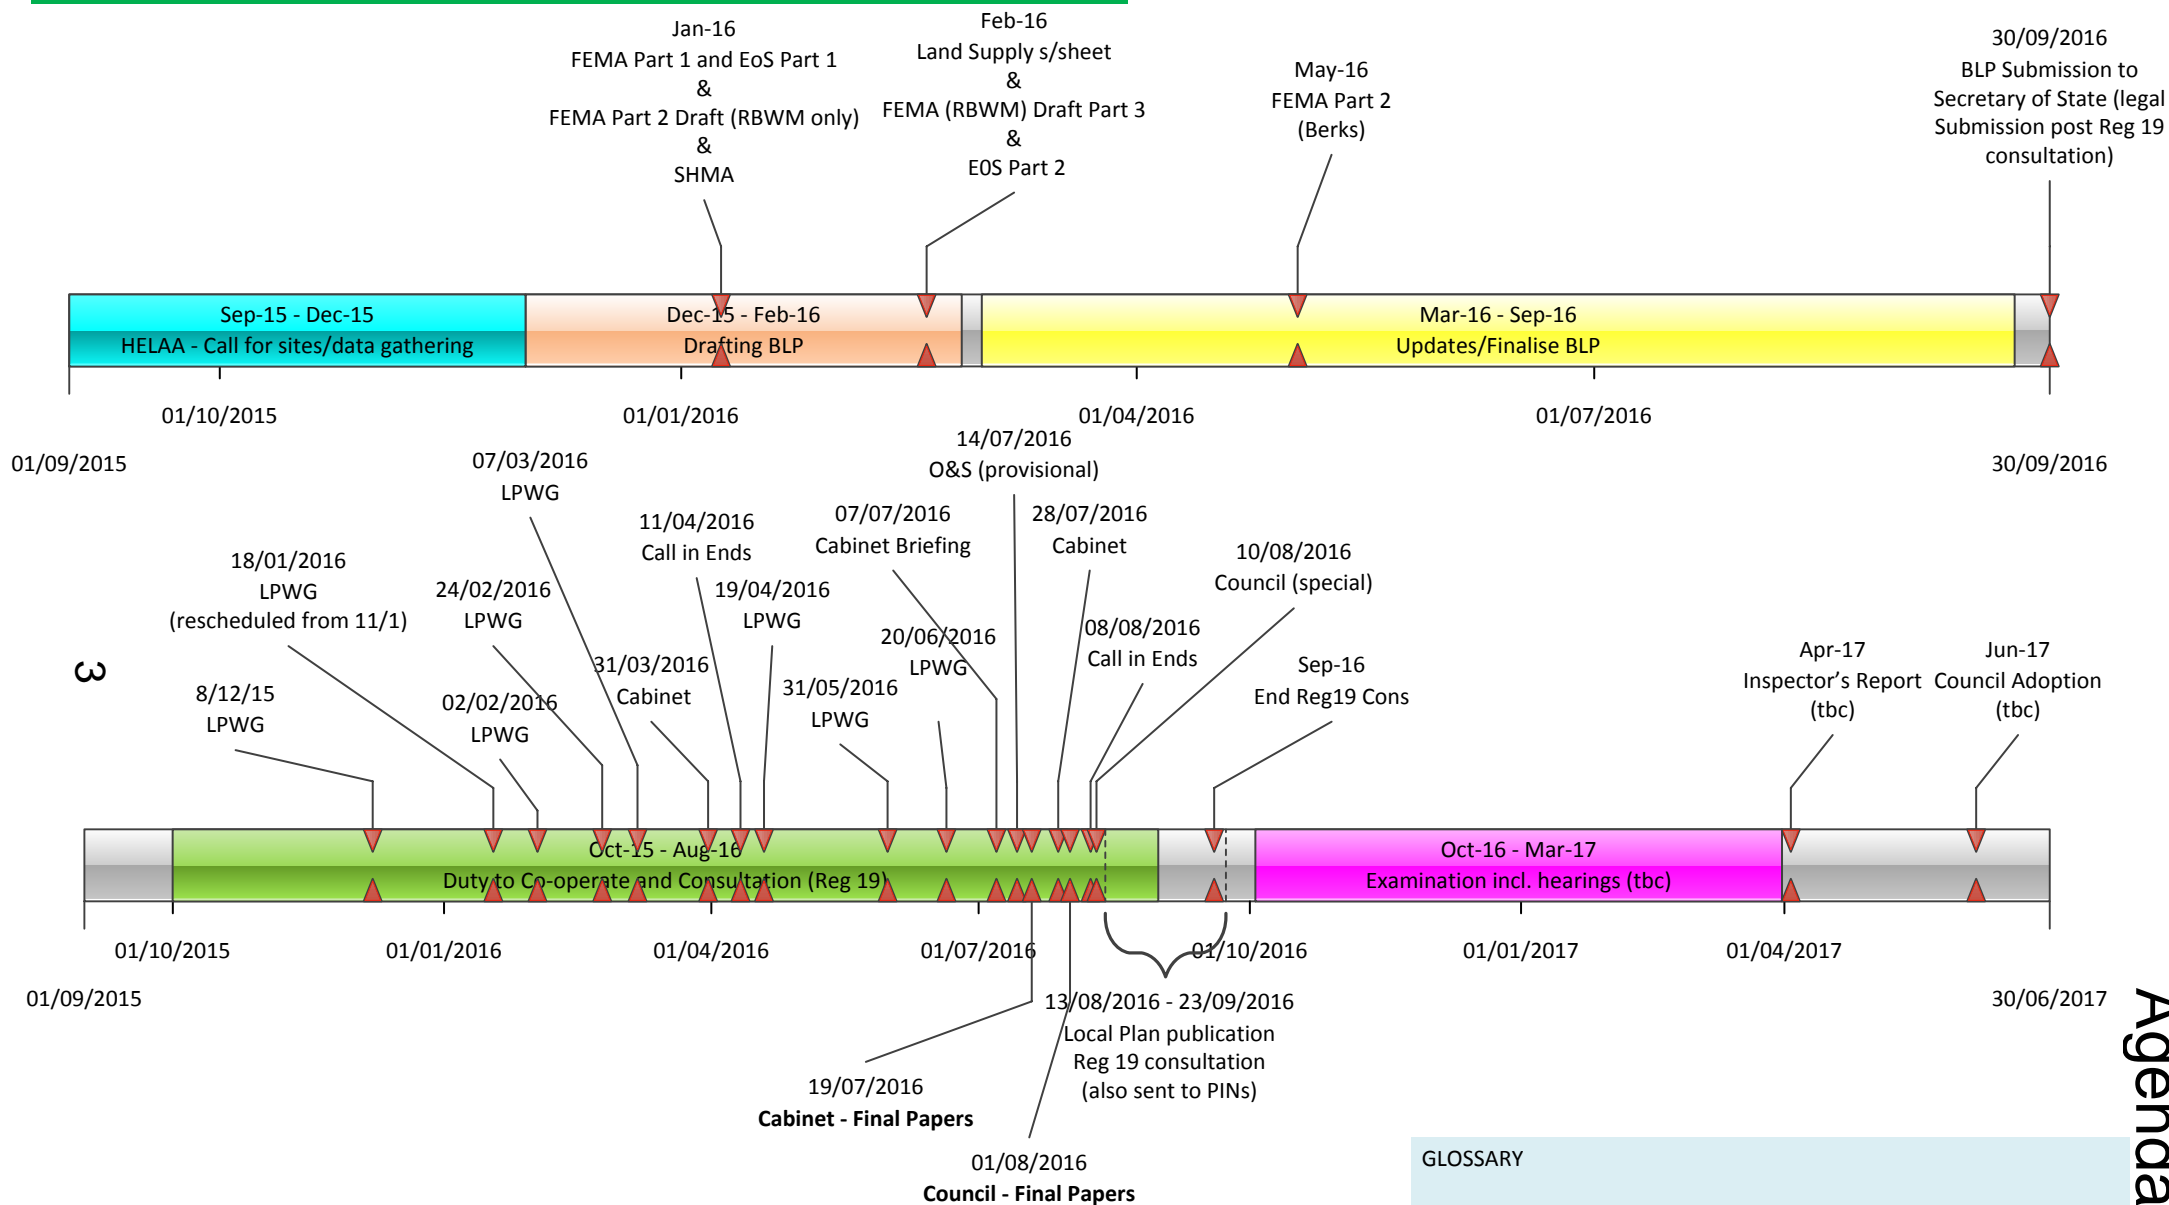 Jan-16
FEMA Part 1 and EoS Part 1
&
FEMA Part 2 Draft (RBWM only)
&
SHMA
Feb-16
Land Supply s/sheet
&
FEMA (RBWM) Draft Part 3
&
E0S Part 2
May-16
FEMA Part 2
(Berks)
30/09/2016
BLP Submission to
Secretary of State (legal
Submission post Reg 19
consultation)
Sep-15 - Dec-15
HELAA - Call for sites/data gathering
Dec-15 - Feb-16
Drafting BLP
Mar-16 - Sep-16
Updates/Finalise BLP
01/10/2015
01/01/2016
01/04/2016
01/07/2016
01/09/2015
30/09/2016
07/03/2016
LPWG
14/07/2016
O&S (provisional)
11/04/2016
Call in Ends
07/07/2016
Cabinet Briefing
28/07/2016
Cabinet
10/08/2016
Council (special)
18/01/2016
LPWG
(rescheduled from 11/1)
24/02/2016
LPWG
19/04/2016
LPWG
20/06/2016
LPWG
08/08/2016
Call in Ends
3
8/12/15
LPWG
02/02/2016
LPWG
31/03/2016
Cabinet
31/05/2016
LPWG
Sep-16
End Reg19 Cons
Apr-17
Inspector’s Report
(tbc)
Jun-17
Council Adoption
(tbc)
Oct-15 - Aug-16
Duty to Co-operate and Consultation (Reg 19)
Oct-16 - Mar-17
Examination incl. hearings (tbc)
01/10/2015
01/01/2016
01/04/2016
01/07/2016
01/10/2016
01/01/2017
01/04/2017
01/09/2015
30/06/2017
13/08/2016 - 23/09/2016
Local Plan publication
Reg 19 consultation
(also sent to PINs)
19/07/2016
Cabinet - Final Papers
01/08/2016
Council - Final Papers
GLOSSARY
Agenda